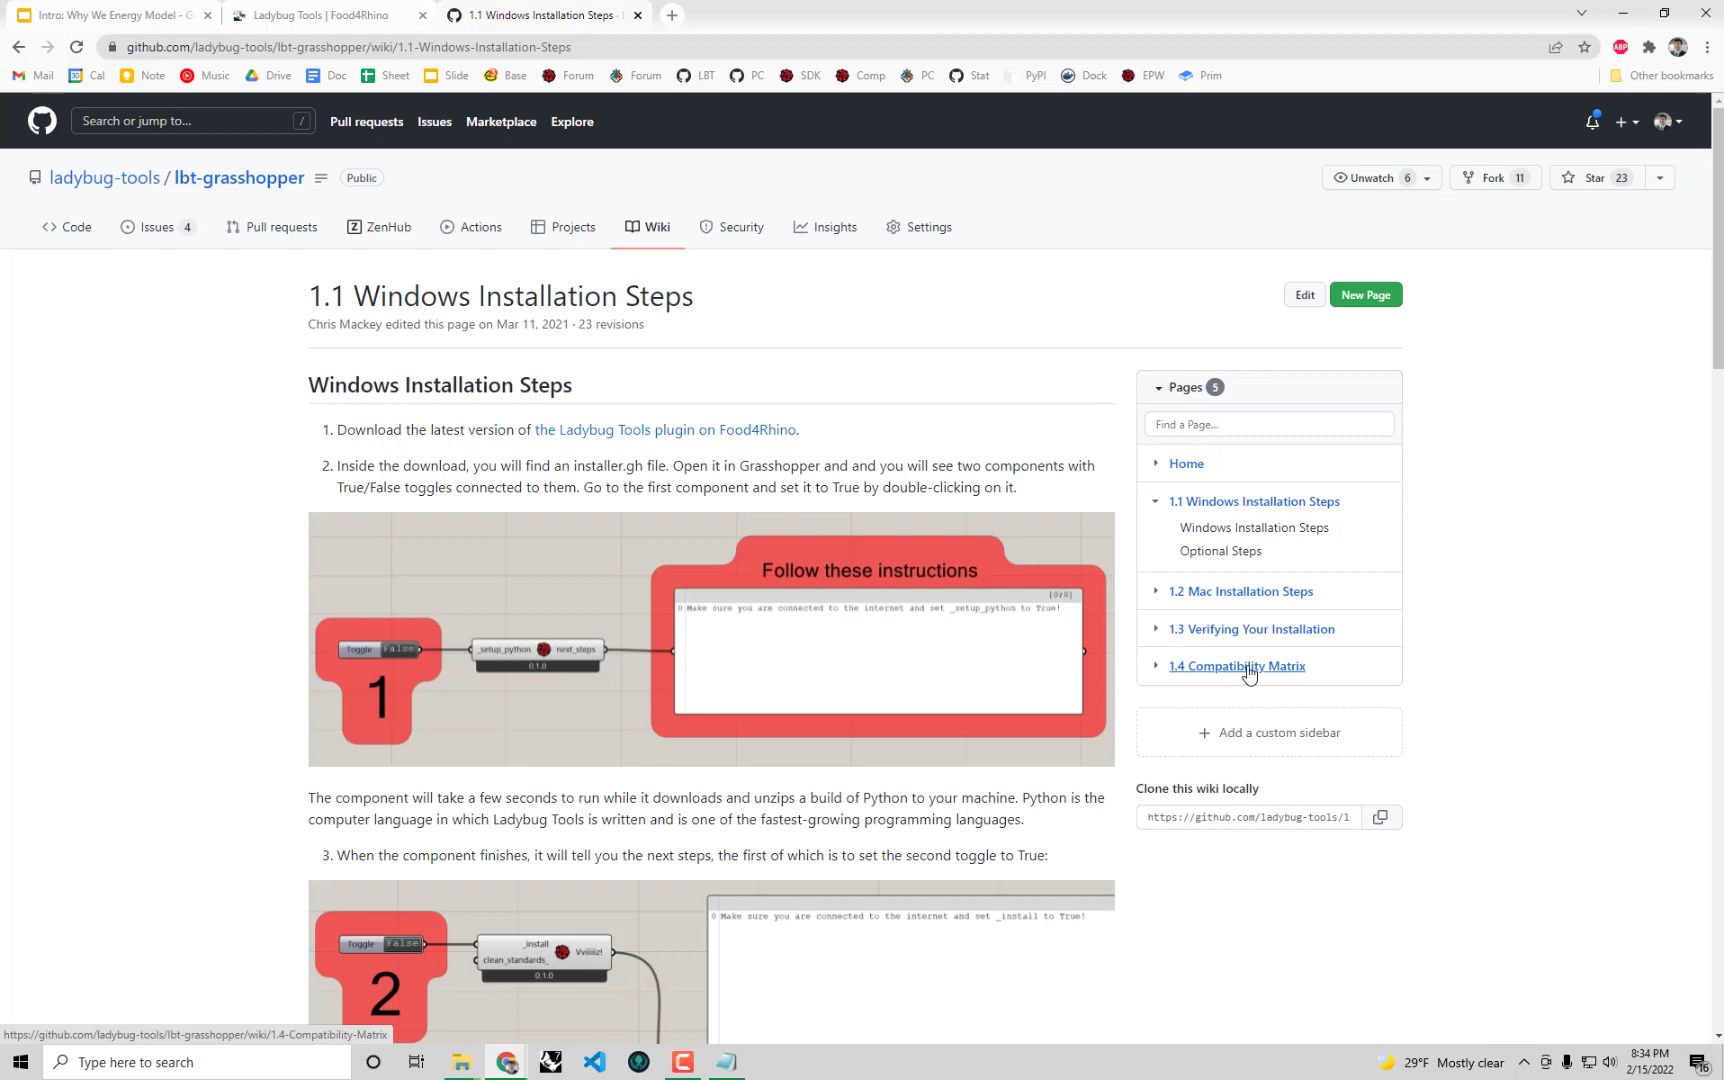 Intro: Why We Energy Model - G
Ladybug Tools | Food4Rhino
1.1 Windows Installation Steps ·
github.com/ladybug-tools/lbt-grasshopper/wiki/1.1-Windows-Installation-Steps
ABP
Mail Cal Note Music Drive Doc Sheet Slide Base Forum Forum LBT PC SDK Comp PC Stat PyPI Dock EPW Prim Other bookmarks
Search or jump to... /
Pull requests Issues Marketplace Explore
ladybug-tools / lbt-grasshopper Public
Unwatch 6 Fork 11 Star 23
Code Issues 4 Pull requests ZenHub Actions Projects Wiki Security Insights Settings
1.1 Windows Installation Steps
Edit New Page
Chris Mackey edited this page on Mar 11, 2021 · 23 revisions
Windows Installation Steps
1. Download the latest version of the Ladybug Tools plugin on Food4Rhino.
2. Inside the download, you will find an installer.gh file. Open it in Grasshopper and and you will see two components with
True/False toggles connected to them. Go to the first component and set it to True by double-clicking on it.
Follow these instructions
{0;0}
0 Make sure you are connected to the internet and set _setup_python to True!
Toggle False
_setup_python next_steps
0.1.0
1
The component will take a few seconds to run while it downloads and unzips a build of Python to your machine. Python is the
computer language in which Ladybug Tools is written and is one of the fastest-growing programming languages.
3. When the component finishes, it will tell you the next steps, the first of which is to set the second toggle to True:
0 Make sure you are connected to the internet and set _install to True!
Toggle False
_install
clean_standards_
Vviiiiiz!
0.1.0
2
Pages 5
Find a Page...
Home
1.1 Windows Installation Steps
Windows Installation Steps
Optional Steps
1.2 Mac Installation Steps
1.3 Verifying Your Installation
1.4 Compatibility Matrix
Add a custom sidebar
Clone this wiki locally
https://github.com/ladybug-tools/l
https://github.com/ladybug-tools/lbt-grasshopper/wiki/1.4-Compatibility-Matrix
Type here to search
29°F Mostly clear
8:34 PM
2/15/2022
16